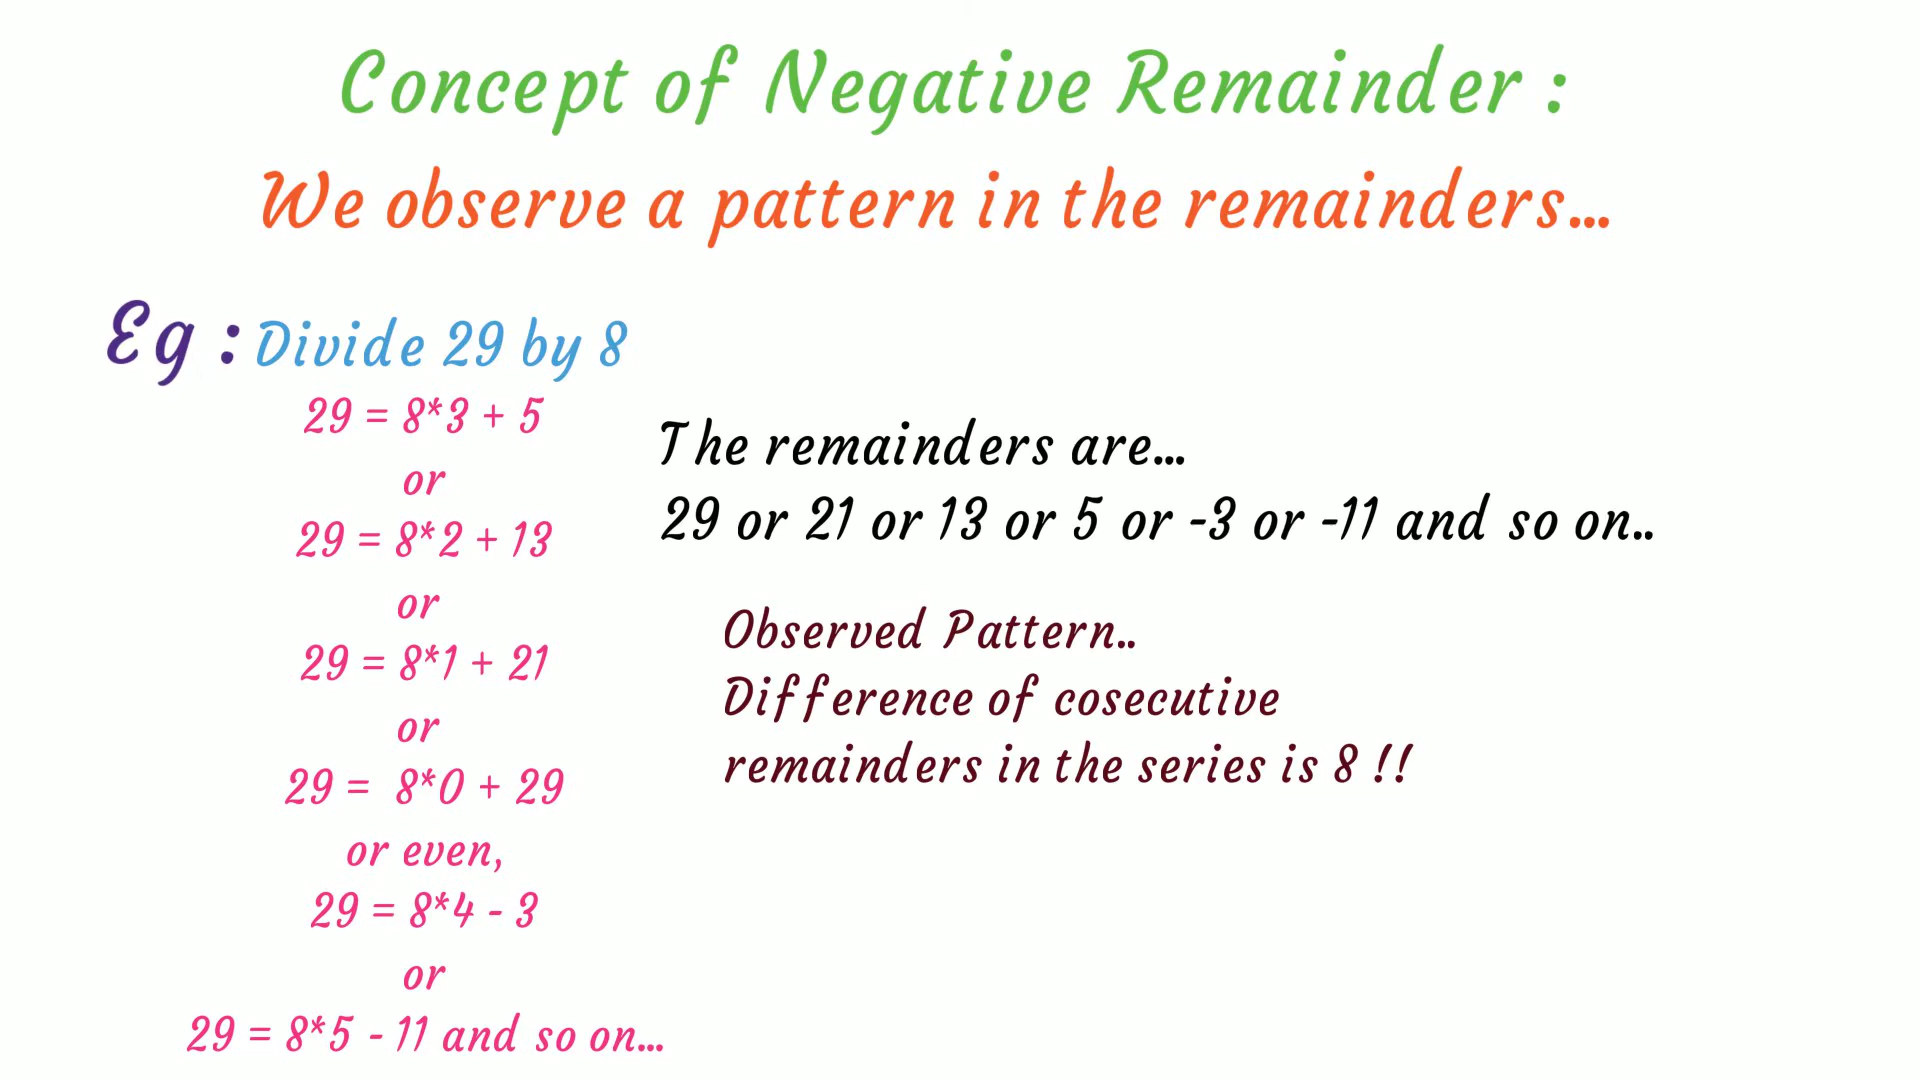 Concept of Negative Remainder :
We observe a pattern in the remainders...
Eg : Divide 29 by 8
29 = 8*3 + 5
or
29 = 8*2 + 13
or
29 = 8*1 + 21
or
29 = 8*0 + 29
or even,
29 = 8*4 - 3
or
29 = 8*5 - 11 and so on...
The remainders are...
29 or 21 or 13 or 5 or -3 or -11 and so on..
Observed Pattern..
Difference of cosecutive
remainders in the series is 8 !!